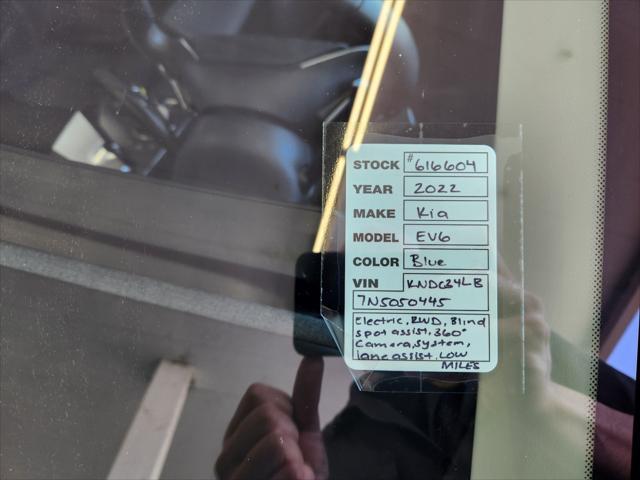 STOCK #616604
YEAR 2022
MAKE Kia
MODEL EV6
COLOR Blue
VIN KNDC34LB
7N5050445
Electric, RWD, Blind
spot assist, 360°
Camera, system,
lane assist, LOW
MILES